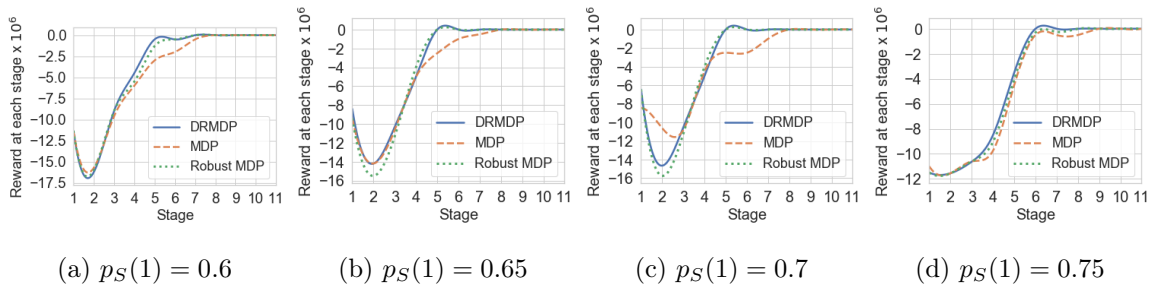 Reward at each stage x 10^6
0.0
−2.5
−5.0
−7.5
−10.0
−12.5
−15.0
−17.5
1 2 3 4 5 6 7 8 9 10 11
Stage
DRMDP
MDP
Robust MDP
(a) p_S(1) = 0.6
Reward at each stage x 10^6
0
−2
−4
−6
−8
−10
−12
−14
−16
1 2 3 4 5 6 7 8 9 10 11
Stage
DRMDP
MDP
Robust MDP
(b) p_S(1) = 0.65
Reward at each stage x 10^6
0
−2
−4
−6
−8
−10
−12
−14
−16
1 2 3 4 5 6 7 8 9 10 11
Stage
DRMDP
MDP
Robust MDP
(c) p_S(1) = 0.7
Reward at each stage x 10^6
0
−2
−4
−6
−8
−10
−12
1 2 3 4 5 6 7 8 9 10 11
Stage
DRMDP
MDP
Robust MDP
(d) p_S(1) = 0.75